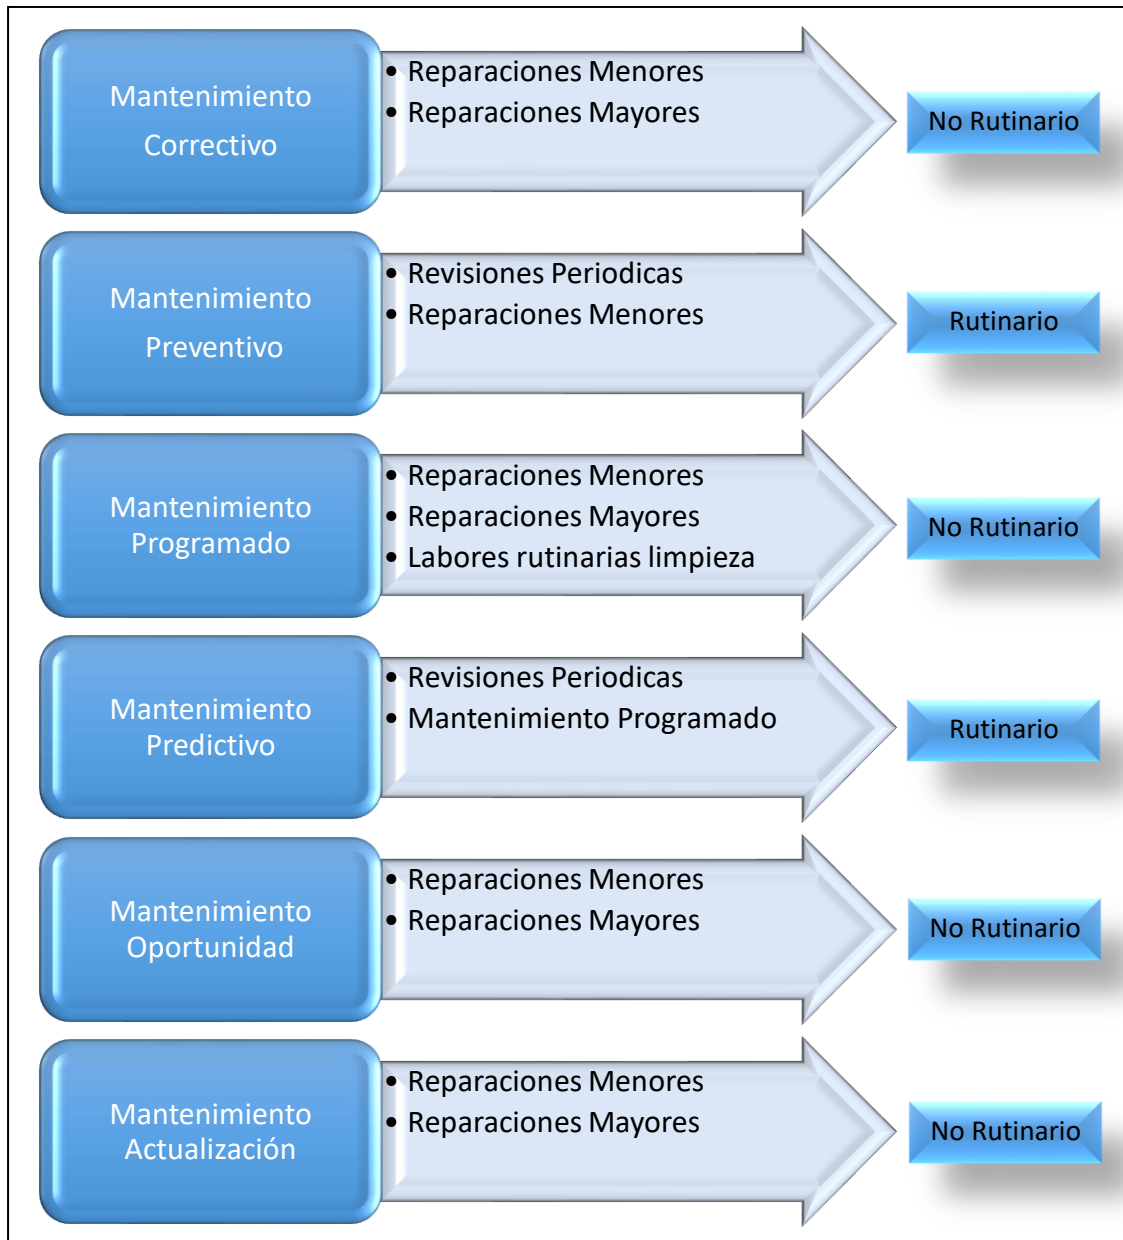 Mantenimiento
Correctivo
• Reparaciones Menores
• Reparaciones Mayores
No Rutinario
Mantenimiento
Preventivo
• Revisiones Periodicas
• Reparaciones Menores
Rutinario
Mantenimiento
Programado
• Reparaciones Menores
• Reparaciones Mayores
• Labores rutinarias limpieza
No Rutinario
Mantenimiento
Predictivo
• Revisiones Periodicas
• Mantenimiento Programado
Rutinario
Mantenimiento
Oportunidad
• Reparaciones Menores
• Reparaciones Mayores
No Rutinario
Mantenimiento
Actualización
• Reparaciones Menores
• Reparaciones Mayores
No Rutinario